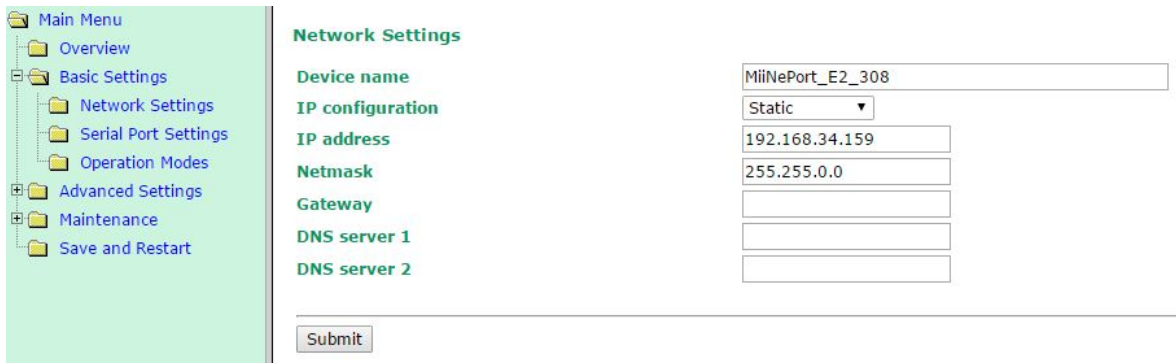 Main Menu
Overview
Basic Settings
Network Settings
Serial Port Settings
Operation Modes
Advanced Settings
Maintenance
Save and Restart
Network Settings
Device name MiiNePort_E2_308
IP configuration Static
IP address 192.168.34.159
Netmask 255.255.0.0
Gateway
DNS server 1
DNS server 2
Submit